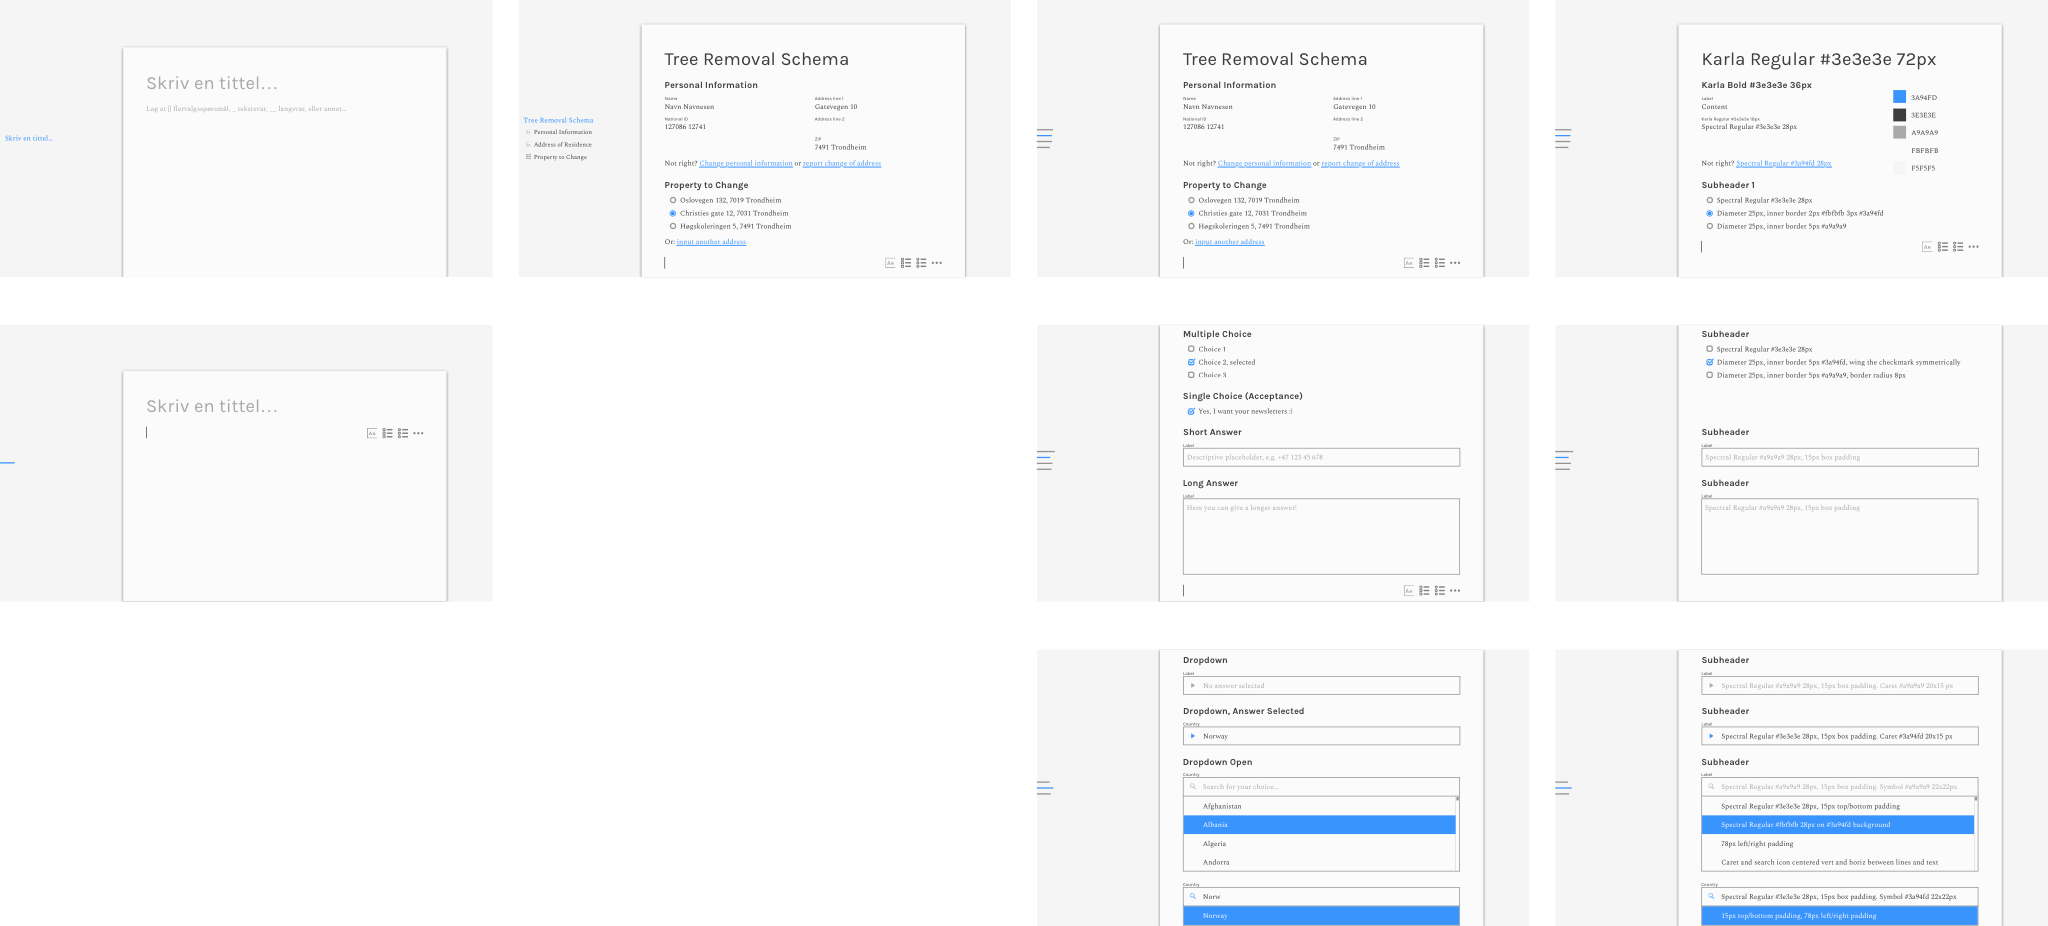 Skriv en tittel...
Lag et [] flervalgsspørsmål, _ tekstsvar, __ langsvar, eller annet...
Skriv en tittel...
Tree Removal Schema
Personal Information
Name
Navn Navnesen
National ID
127086 12741
Address line 1
Gatevegen 10
Address line 2
ZIP
7491 Trondheim
Not right? Change personal information or report change of address
Property to Change
Oslovegen 132, 7019 Trondheim
Christies gate 12, 7031 Trondheim
Høgskoleringen 5, 7491 Trondheim
Or: input another address
Aa
Tree Removal Schema
Personal Information
Address of Residence
Property to Change
Tree Removal Schema
Personal Information
Name
Navn Navnesen
National ID
127086 12741
Address line 1
Gatevegen 10
Address line 2
ZIP
7491 Trondheim
Not right? Change personal information or report change of address
Property to Change
Oslovegen 132, 7019 Trondheim
Christies gate 12, 7031 Trondheim
Høgskoleringen 5, 7491 Trondheim
Or: input another address
Aa
Karla Regular #3e3e3e 72px
Karla Bold #3e3e3e 36px
Label
Content
Karla Regular #3e3e3e 18px
Spectral Regular #3e3e3e 28px
3A94FD
3E3E3E
A9A9A9
FBFBFB
F5F5F5
Not right? Spectral Regular #3a94fd 28px
Subheader 1
Spectral Regular #3e3e3e 28px
Diameter 25px, inner border 2px #fbfbfb 3px #3a94fd
Diameter 25px, inner border 5px #a9a9a9
Aa
Skriv en tittel...
Aa
Multiple Choice
Choice 1
Choice 2, selected
Choice 3
Single Choice (Acceptance)
Yes, I want your newsletters :)
Short Answer
Label
Descriptive placeholder, e.g. +47 123 45 678
Long Answer
Label
Here you can give a longer answer!
Aa
Subheader
Spectral Regular #3e3e3e 28px
Diameter 25px, inner border 5px #3a94fd, wing the checkmark symmetrically
Diameter 25px, inner border 5px #a9a9a9, border radius 8px
Subheader
Label
Spectral Regular #a9a9a9 28px, 15px box padding
Subheader
Label
Spectral Regular #a9a9a9 28px, 15px box padding
Dropdown
Label
No answer selected
Dropdown, Answer Selected
Country
Norway
Dropdown Open
Country
Search for your choice...
Afghanistan
Albania
Algeria
Andorra
Country
Norw
Norway
Subheader
Label
Spectral Regular #a9a9a9 28px, 15px box padding. Caret #a9a9a9 20x15 px
Subheader
Label
Spectral Regular #3e3e3e 28px, 15px box padding. Caret #3a94fd 20x15 px
Subheader
Label
Spectral Regular #a9a9a9 28px, 15px box padding. Symbol #a9a9a9 22x22px
Spectral Regular #3e3e3e 28px, 15px top/bottom padding
Spectral Regular #fbfbfb 28px on #3a94fd background
78px left/right padding
Caret and search icon centered vert and horiz between lines and text
Country
Spectral Regular #3e3e3e 28px, 15px box padding. Symbol #3a94fd 22x22px
15px top/bottom padding, 78px left/right padding